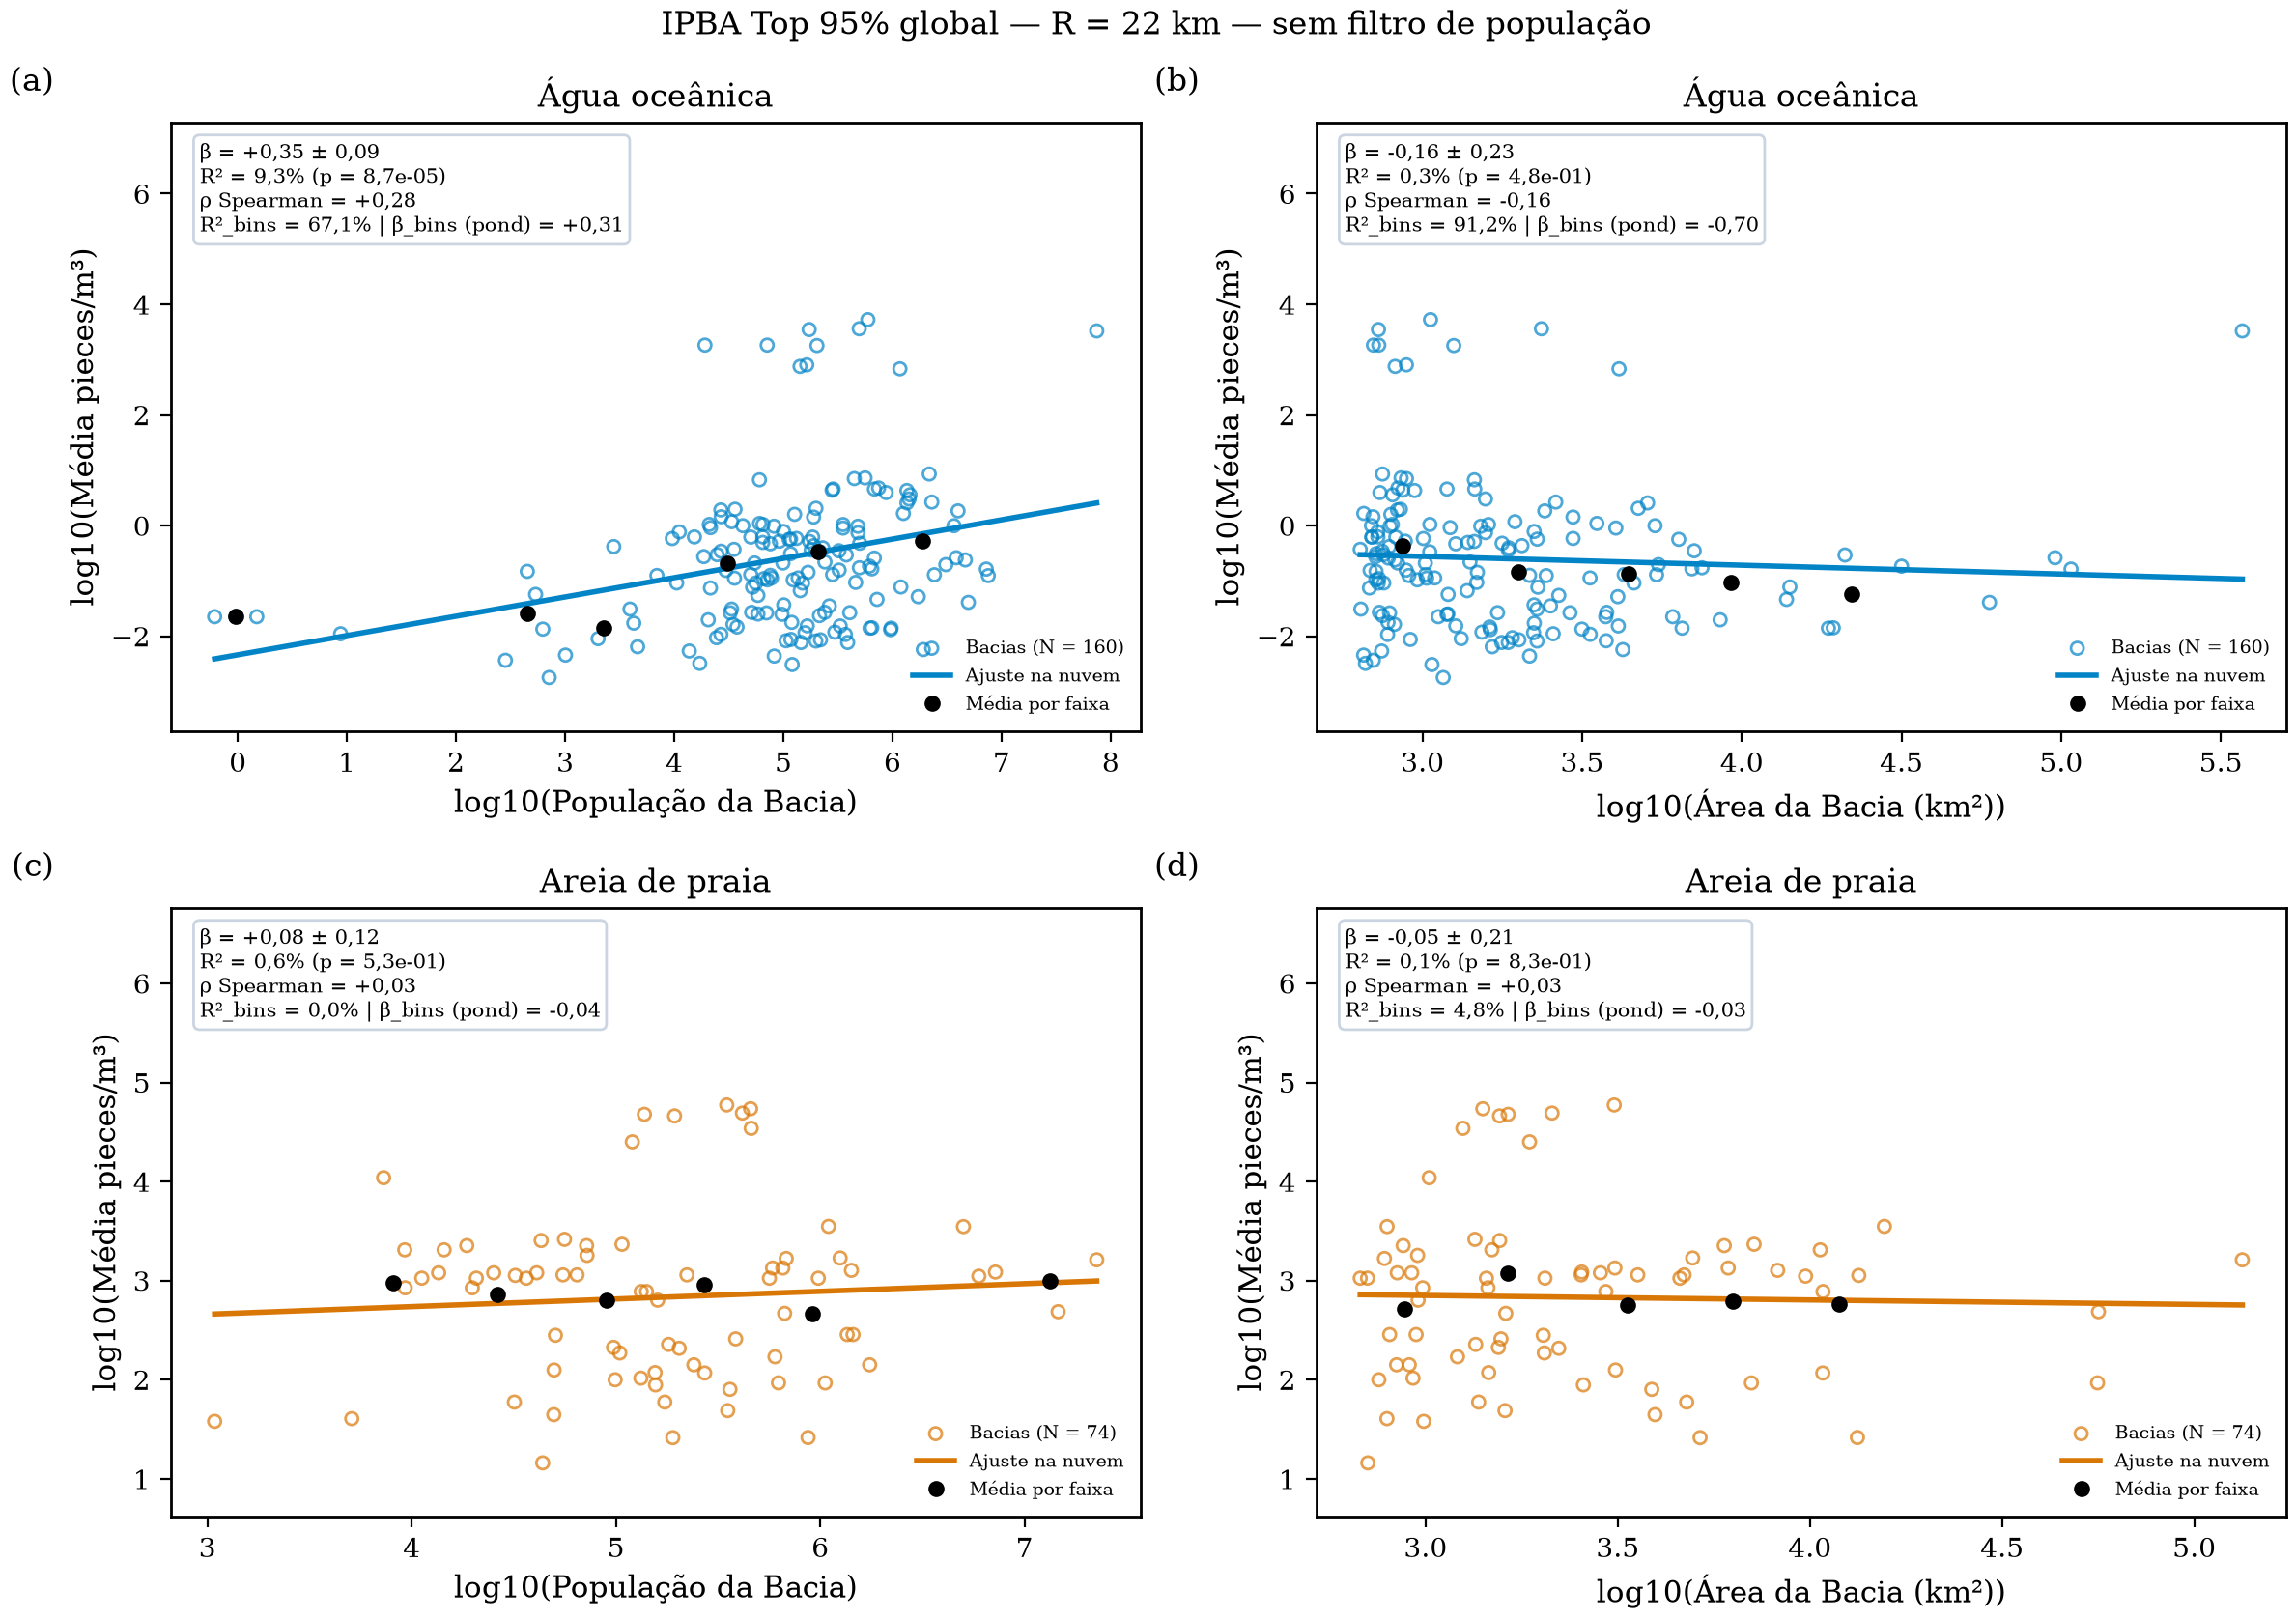 IPBA Top 95% global — R = 22 km — sem filtro de população
(a)
Água oceânica
β = +0,35 ± 0,09
R² = 9,3% (p = 8,7e-05)
ρ Spearman = +0,28
R²_bins = 67,1% | β_bins (pond) = +0,31
log10(Média pieces/m³)
6
4
2
0
−2
Bacias (N = 160)
Ajuste na nuvem
Média por faixa
0 1 2 3 4 5 6 7 8
log10(População da Bacia)
(b)
Água oceânica
β = -0,16 ± 0,23
R² = 0,3% (p = 4,8e-01)
ρ Spearman = -0,16
R²_bins = 91,2% | β_bins (pond) = -0,70
log10(Média pieces/m³)
6
4
2
0
−2
Bacias (N = 160)
Ajuste na nuvem
Média por faixa
3.0 3.5 4.0 4.5 5.0 5.5
log10(Área da Bacia (km²))
(c)
Areia de praia
β = +0,08 ± 0,12
R² = 0,6% (p = 5,3e-01)
ρ Spearman = +0,03
R²_bins = 0,0% | β_bins (pond) = -0,04
log10(Média pieces/m³)
6
5
4
3
2
1
Bacias (N = 74)
Ajuste na nuvem
Média por faixa
3 4 5 6 7
log10(População da Bacia)
(d)
Areia de praia
β = -0,05 ± 0,21
R² = 0,1% (p = 8,3e-01)
ρ Spearman = +0,03
R²_bins = 4,8% | β_bins (pond) = -0,03
log10(Média pieces/m³)
6
5
4
3
2
1
Bacias (N = 74)
Ajuste na nuvem
Média por faixa
3.0 3.5 4.0 4.5 5.0
log10(Área da Bacia (km²))